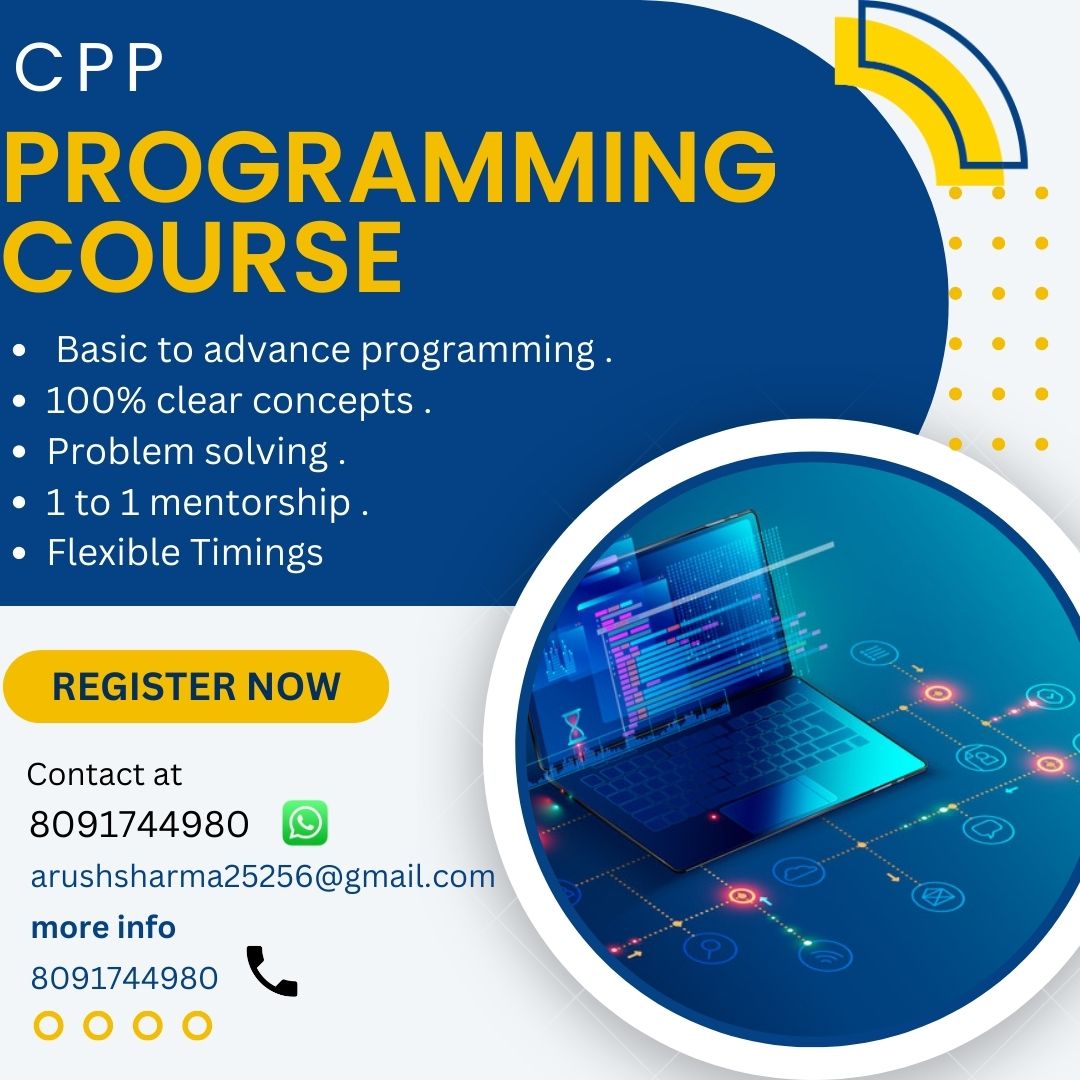 CPP
PROGRAMMING
COURSE
• Basic to advance programming .
• 100% clear concepts .
• Problem solving .
• 1 to 1 mentorship .
• Flexible Timings
REGISTER NOW
Contact at
8091744980
arushsharma25256@gmail.com
more info
8091744980